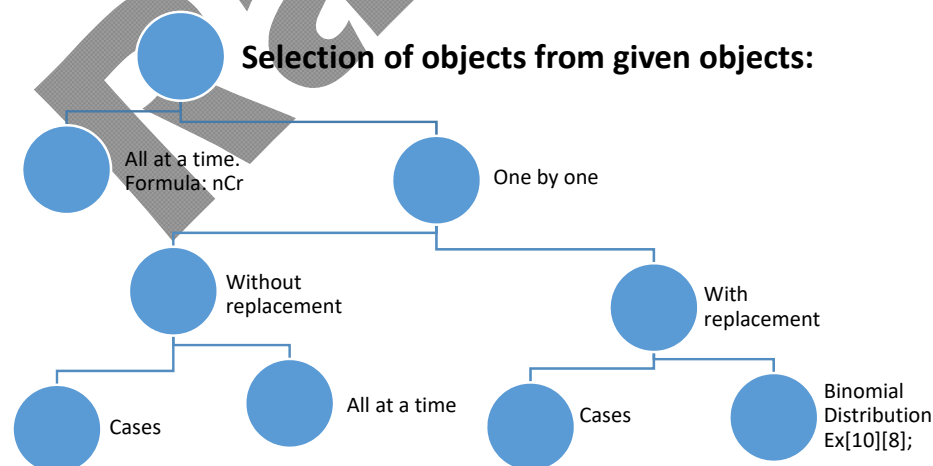 Selection of objects from given objects:
All at a time.
Formula: nCr
One by one
Without
replacement
With
replacement
Cases
All at a time
Cases
Binomial
Distribution
Ex[10][8];